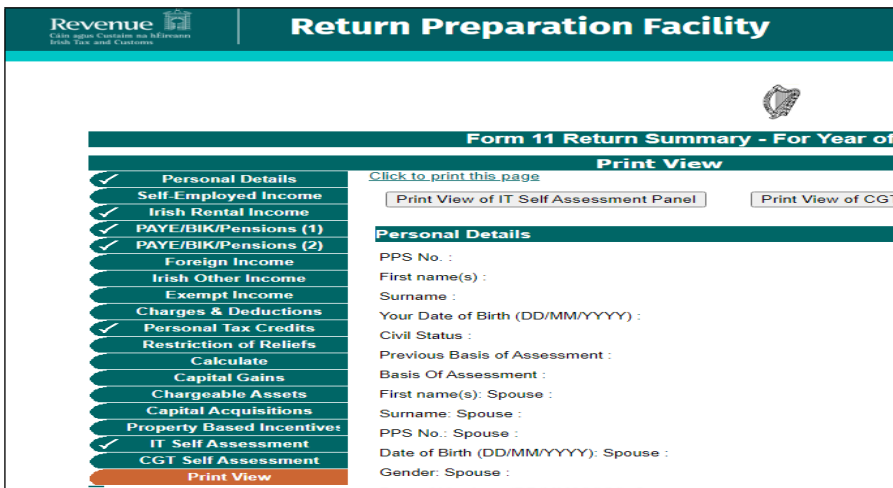 Revenue
Cáin agus Custaim na hÉireann
Irish Tax and Customs
Return Preparation Facility
Form 11 Return Summary - For Year of
Print View
Personal Details
Self-Employed Income
Irish Rental Income
PAYE/BIK/Pensions (1)
PAYE/BIK/Pensions (2)
Foreign Income
Irish Other Income
Exempt Income
Charges & Deductions
Personal Tax Credits
Restriction of Reliefs
Calculate
Capital Gains
Chargeable Assets
Capital Acquisitions
Property Based Incentives
IT Self Assessment
CGT Self Assessment
Print View
Click to print this page
Print View of IT Self Assessment Panel
Print View of CGT
Personal Details
PPS No. :
First name(s) :
Surname :
Your Date of Birth (DD/MM/YYYY) :
Civil Status :
Previous Basis of Assessment :
Basis Of Assessment :
First name(s): Spouse :
Surname: Spouse :
PPS No.: Spouse :
Date of Birth (DD/MM/YYYY): Spouse :
Gender: Spouse :